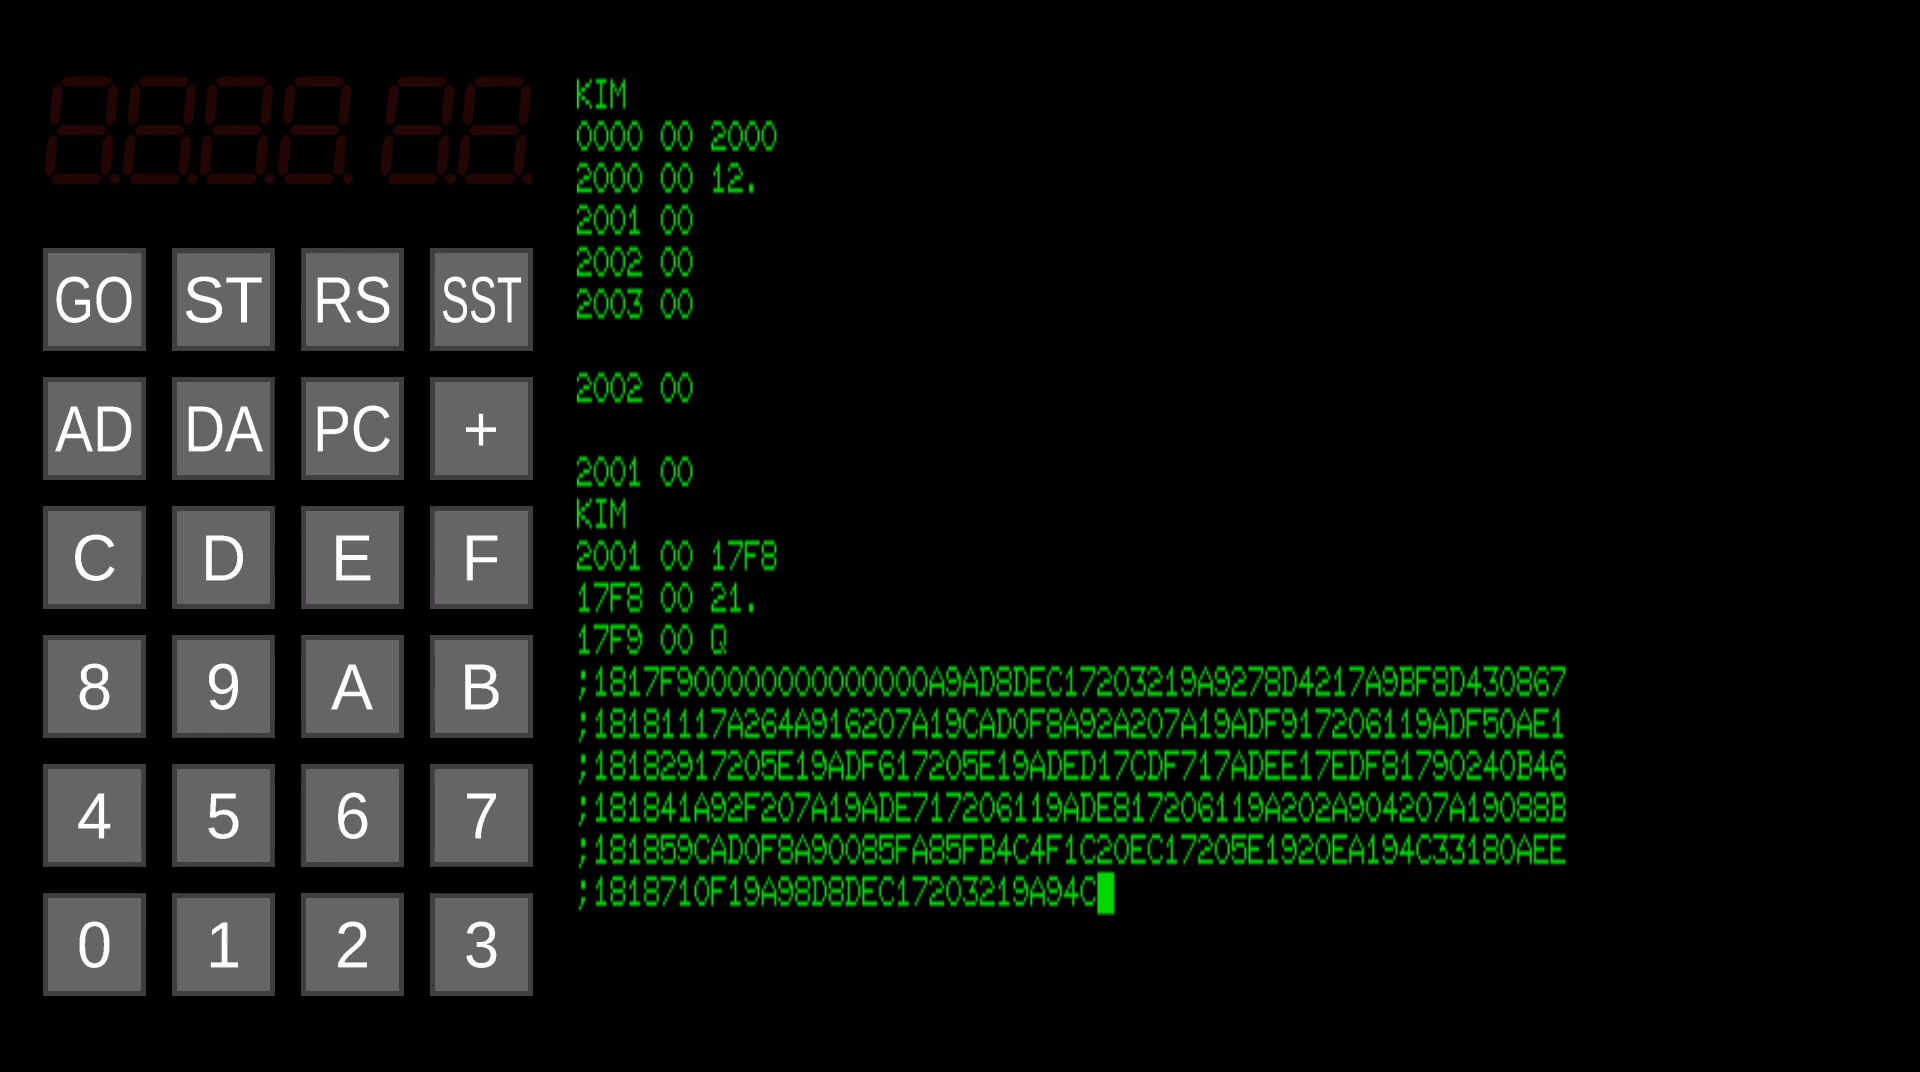 GO ST RS SST
AD DA PC +
C D E F
8 9 A B
4 5 6 7
0 1 2 3
KIM
0000 00 2000
2000 00 12.
2001 00
2002 00
2003 00
2002 00
2001 00
KIM
2001 00 17F8
17F8 00 21.
17F9 00 Q
;1817F900000000000000A9AD8DEC17203219A9278D4217A9BF8D430867
;18181117A264A916207A19CAD0F8A92A207A19ADF917206119ADF50AE1
;18182917205E19ADF617205E19ADED17CDF717ADEE17EDF81790240B46
;181841A92F207A19ADE717206119ADE817206119A202A904207A19088B
;181859CAD0F8A90085FA85FB4C4F1C20EC17205E1920EA194C33180AEE
;1818710F19A98D8DEC17203219A94C